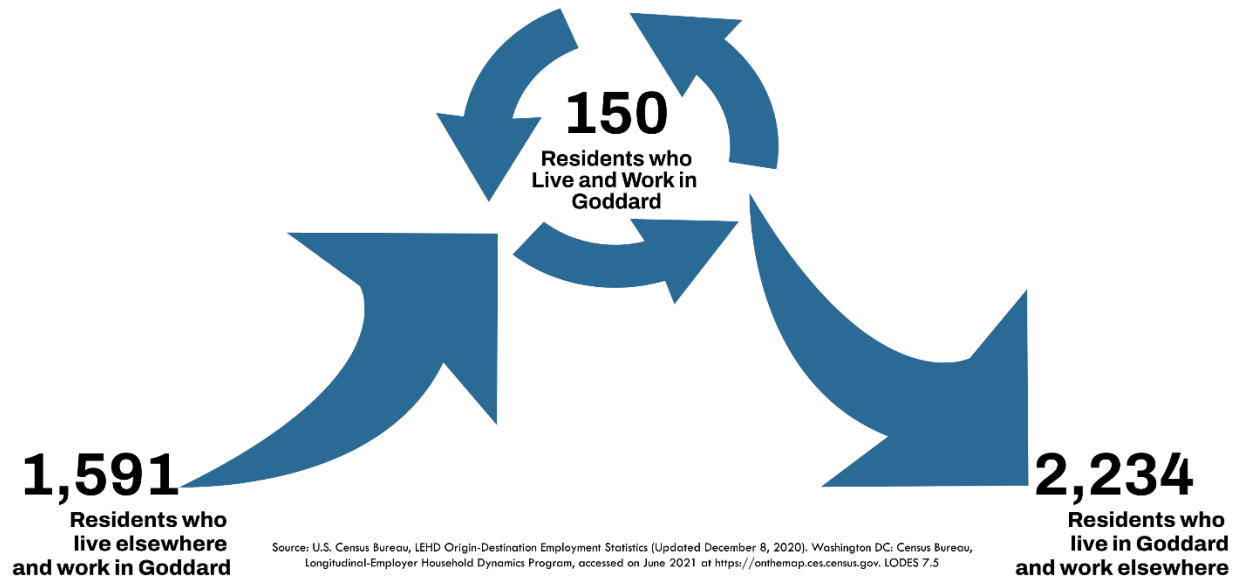 150
Residents who
Live and Work in
Goddard
1,591
Residents who
live elsewhere
and work in Goddard
2,234
Residents who
live in Goddard
and work elsewhere
Source: U.S. Census Bureau, LEHD Origin-Destination Employment Statistics (Updated December 8, 2020). Washington DC: Census Bureau,
Longitudinal-Employer Household Dynamics Program, accessed on June 2021 at https://onthemap.ces.census.gov. LODES 7.5